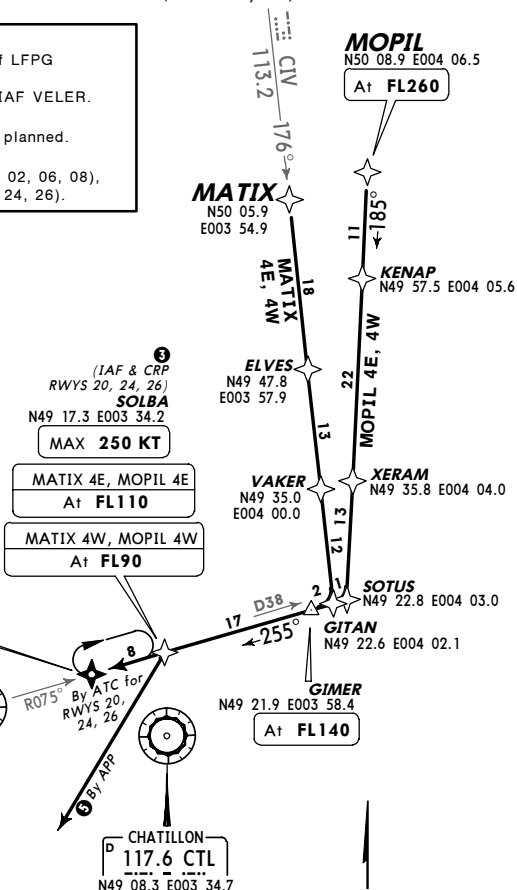 f LFPG
IAF VELER.
planned.
02, 06, 08),
24, 26).
CIV
113.2
176°
MOPIL
N50 08.9 E004 06.5
At FL260
MATIX
N50 05.9
E003 54.9
185°
11
KENAP
N49 57.5 E004 05.6
18
MATIX
4E, 4W
ELVES
N49 47.8
E003 57.9
22
MOPIL 4E, 4W
3
(IAF & CRP
RWYS 20, 24, 26)
SOLBA
N49 17.3 E003 34.2
MAX 250 KT
MATIX 4E, MOPIL 4E
At FL110
MATIX 4W, MOPIL 4W
At FL90
13
VAKER
N49 35.0
E004 00.0
XERAM
N49 35.8 E004 04.0
13
12
SOTUS
N49 22.8 E004 03.0
1
2
D38
17
255°
GITAN
N49 22.6 E004 02.1
GIMER
N49 21.9 E003 58.4
At FL140
8
R075°
By ATC for
RWYS 20,
24, 26
5 By APP
CHATILLON
D 117.6 CTL
N49 08.3 E003 34.7